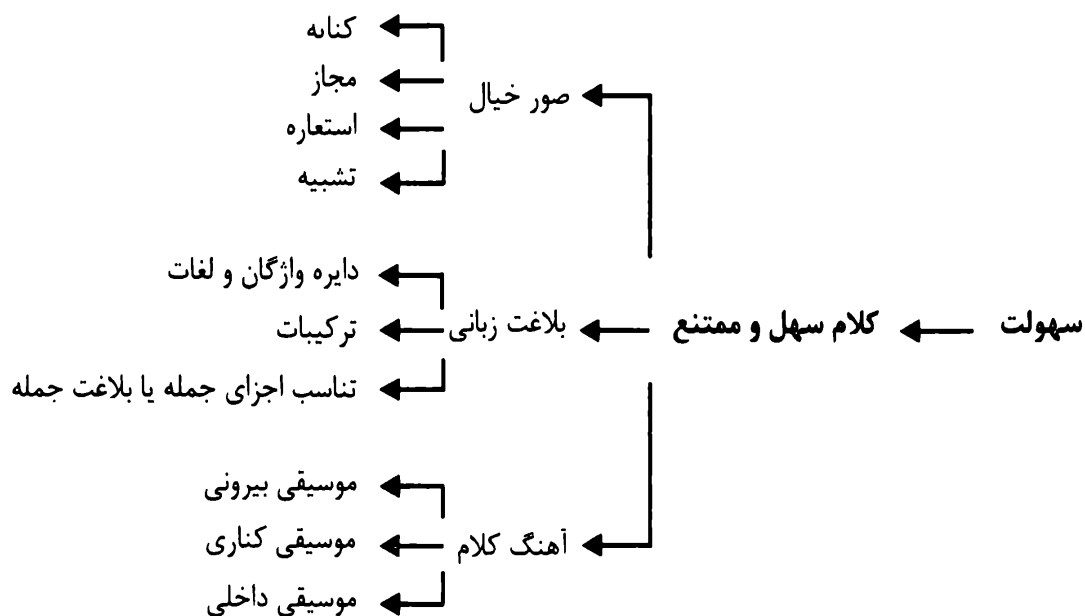 سهولت
کلام سهل و ممتنع
صور خیال
کنایه
مجاز
استعاره
تشبیه
بلاغت زبانی
دایره واژگان و لغات
ترکیبات
تناسب اجزای جمله یا بلاغت جمله
آهنگ کلام
موسیقی بیرونی
موسیقی کناری
موسیقی داخلی